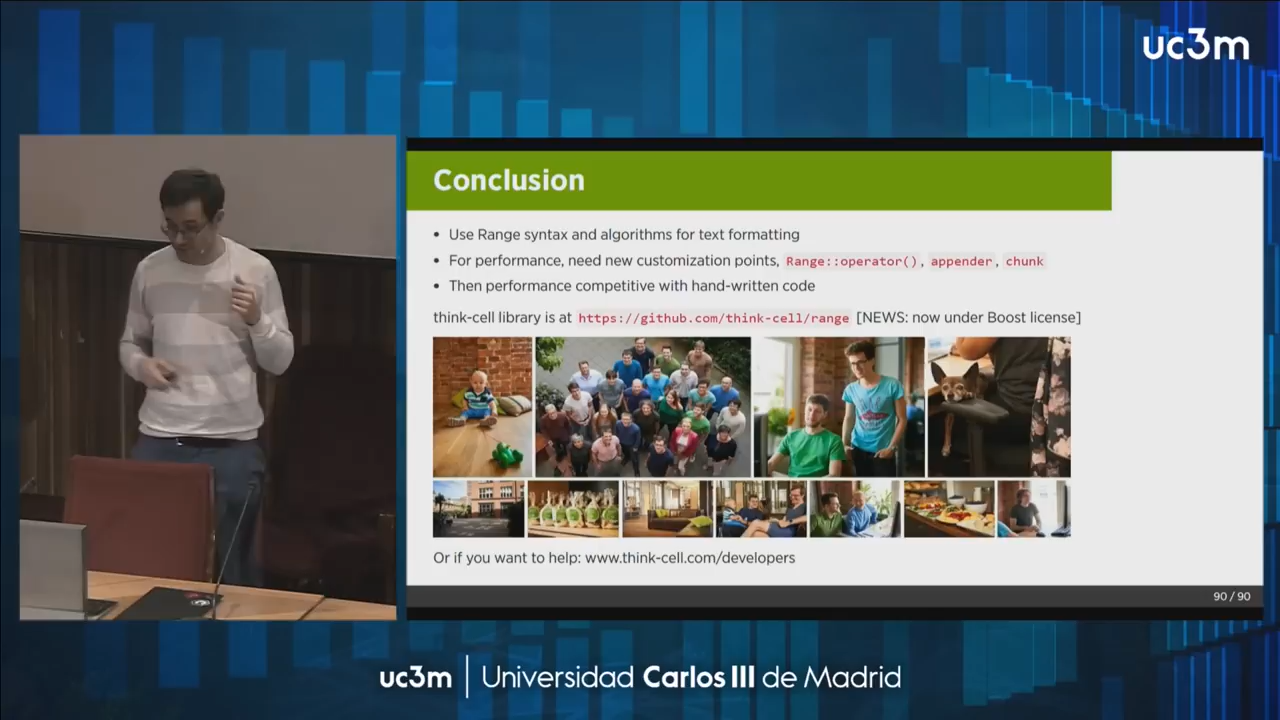 uc3m
Conclusion
• Use Range syntax and algorithms for text formatting
• For performance, need new customization points, Range::operator(), appender, chunk
• Then performance competitive with hand-written code
think-cell library is at https://github.com/think-cell/range [NEWS: now under Boost license]
Or if you want to help: www.think-cell.com/developers
90 / 90
uc3m | Universidad Carlos III de Madrid